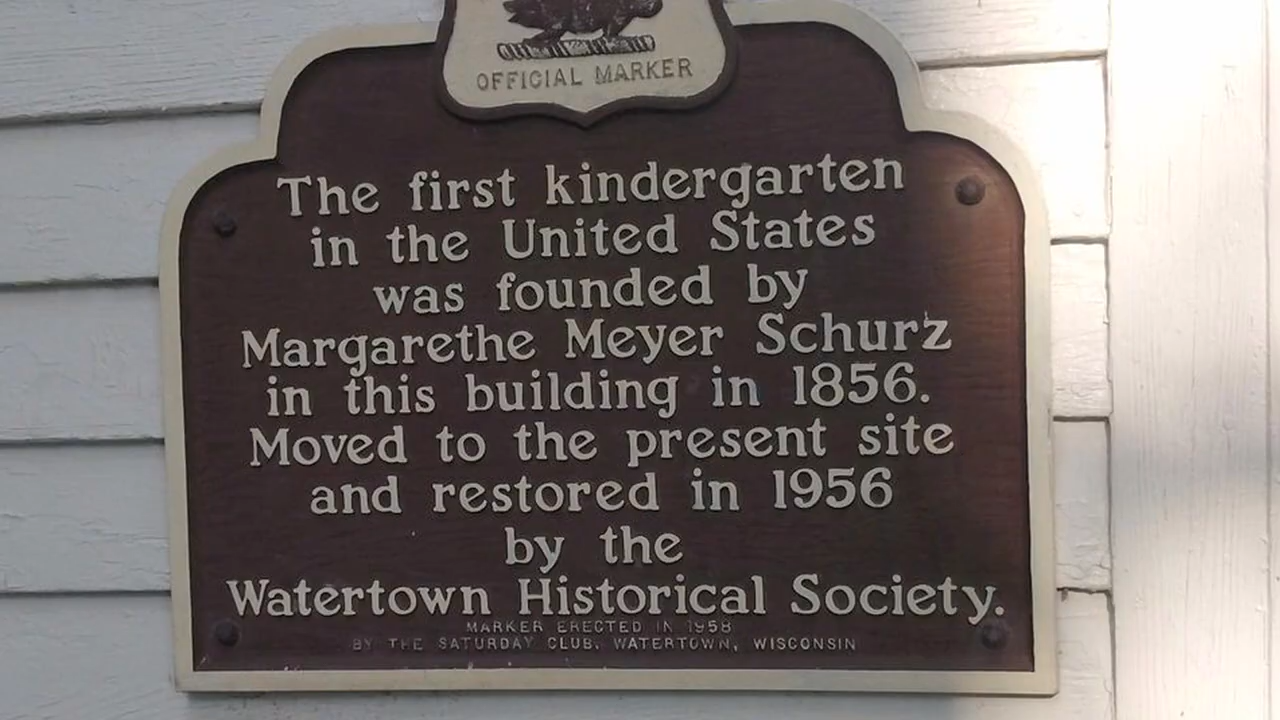 OFFICIAL MARKER
The first kindergarten
in the United States
was founded by
Margarethe Meyer Schurz
in this building in 1856.
Moved to the present site
and restored in 1956
by the
Watertown Historical Society.
MARKER ERECTED IN 1958
BY THE SATURDAY CLUB, WATERTOWN, WISCONSIN